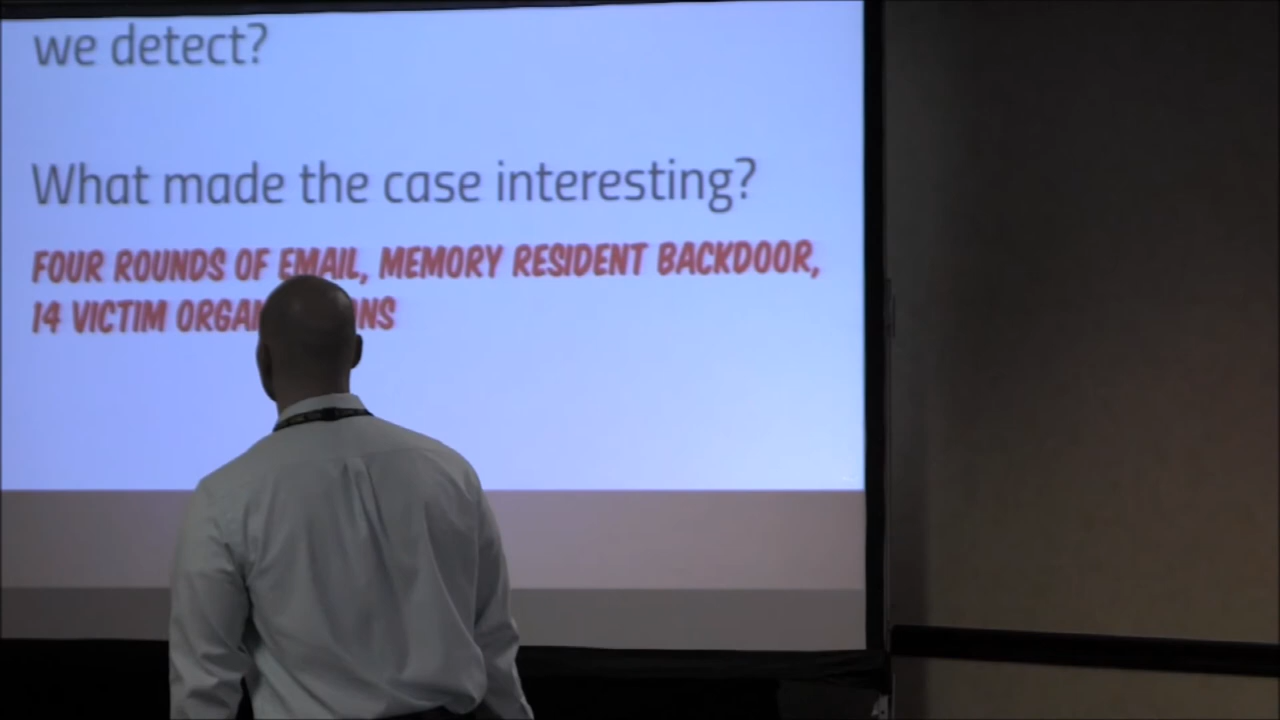 we detect?
What made the case interesting?
FOUR ROUNDS OF EMAIL, MEMORY RESIDENT BACKDOOR,
14 VICTIM